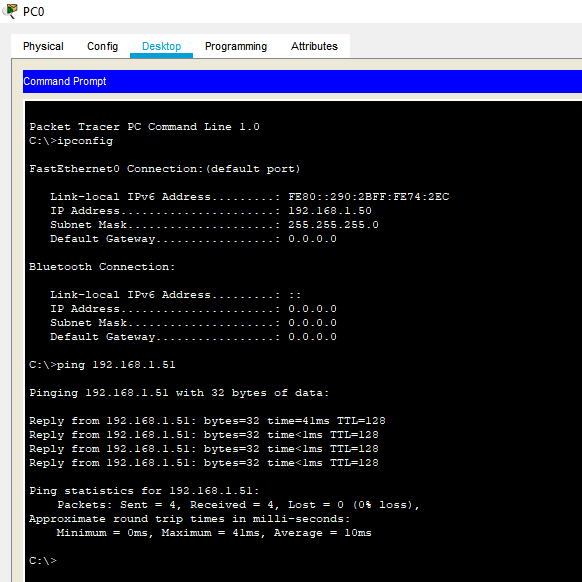 PC0
Physical Config Desktop Programming Attributes
Command Prompt
Packet Tracer PC Command Line 1.0
C:\>ipconfig
FastEthernet0 Connection:(default port)
Link-local IPv6 Address.........: FE80::290:2BFF:FE74:2EC
IP Address......................: 192.168.1.50
Subnet Mask.....................: 255.255.255.0
Default Gateway.................: 0.0.0.0
Bluetooth Connection:
Link-local IPv6 Address.........: ::
IP Address......................: 0.0.0.0
Subnet Mask.....................: 0.0.0.0
Default Gateway.................: 0.0.0.0
C:\>ping 192.168.1.51
Pinging 192.168.1.51 with 32 bytes of data:
Reply from 192.168.1.51: bytes=32 time=41ms TTL=128
Reply from 192.168.1.51: bytes=32 time<1ms TTL=128
Reply from 192.168.1.51: bytes=32 time<1ms TTL=128
Reply from 192.168.1.51: bytes=32 time<1ms TTL=128
Ping statistics for 192.168.1.51:
Packets: Sent = 4, Received = 4, Lost = 0 (0% loss),
Approximate round trip times in milli-seconds:
Minimum = 0ms, Maximum = 41ms, Average = 10ms
C:\>